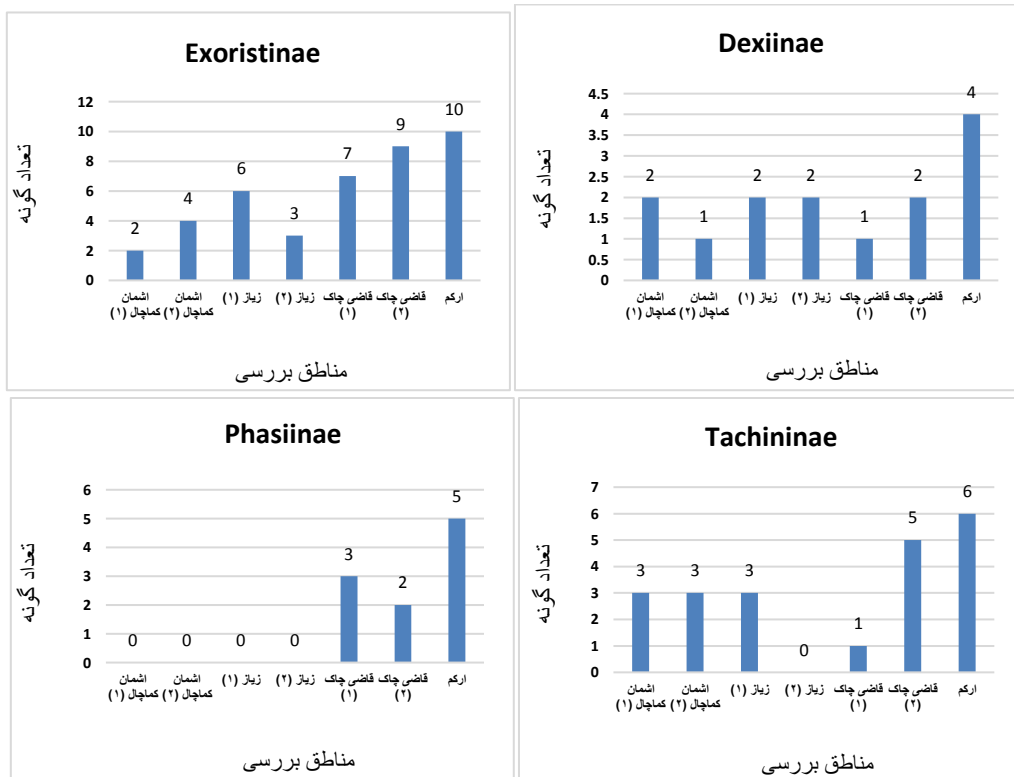 Exoristinae
تعداد گونه
12
10
8
6
4
2
0
2
4
6
3
7
9
10
اشمان
کماچال (۱)
اشمان
کماچال (۲)
زیاز (۱)
زیاز (۲)
قاضی چاک
(۱)
قاضی چاک
(۲)
ارکم
مناطق بررسی
Dexiinae
تعداد گونه
4.5
4
3.5
3
2.5
2
1.5
1
0.5
0
2
1
2
2
1
2
4
اشمان
کماچال (۱)
اشمان
کماچال (۲)
زیاز (۱)
زیاز (۲)
قاضی چاک
(۱)
قاضی چاک
(۲)
ارکم
مناطق بررسی
Phasiinae
تعداد گونه
6
5
4
3
2
1
0
0
0
0
0
3
2
5
اشمان
کماچال (۱)
اشمان
کماچال (۲)
زیاز (۱)
زیاز (۲)
قاضی چاک
(۱)
قاضی چاک
(۲)
ارکم
مناطق بررسی
Tachininae
تعداد گونه
7
6
5
4
3
2
1
0
3
3
3
0
1
5
6
اشمان
کماچال (۱)
اشمان
کماچال (۲)
زیاز (۱)
زیاز (۲)
قاضی چاک
(۱)
قاضی چاک
(۲)
ارکم
مناطق بررسی